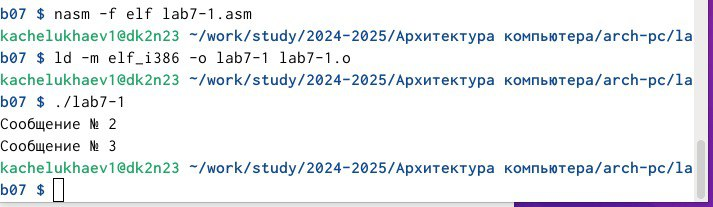 b07 $ nasm -f elf lab7-1.asm
kachelukhaev1@dk2n23 ~/work/study/2024-2025/Архитектура компьютера/arch-pc/la
b07 $ ld -m elf_i386 -o lab7-1 lab7-1.o
kachelukhaev1@dk2n23 ~/work/study/2024-2025/Архитектура компьютера/arch-pc/la
b07 $ ./lab7-1
Сообщение № 2
Сообщение № 3
kachelukhaev1@dk2n23 ~/work/study/2024-2025/Архитектура компьютера/arch-pc/la
b07 $